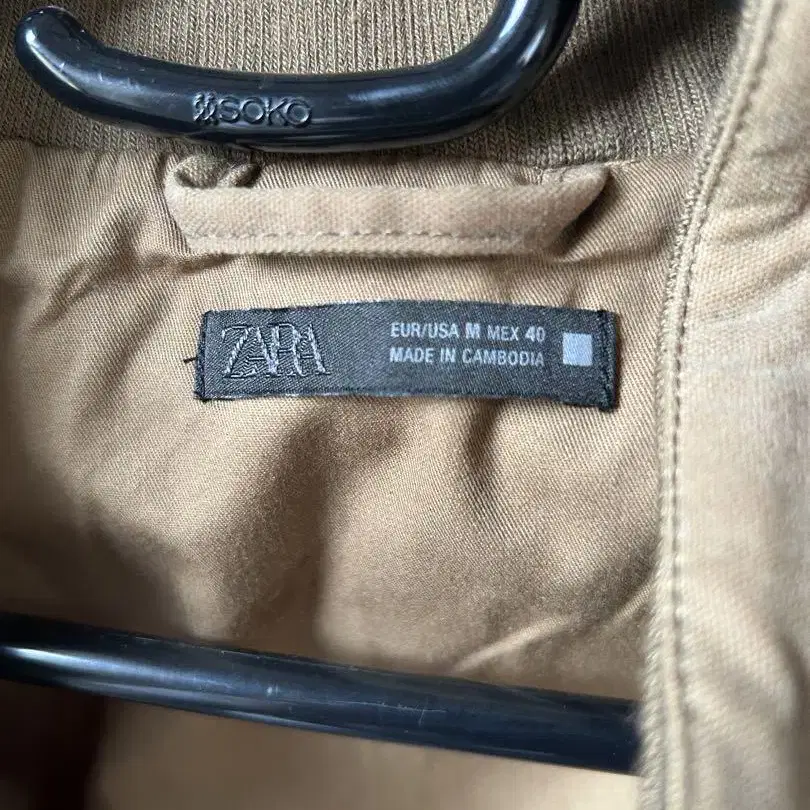 SOKO
ZARA
EUR/USA M MEX 40
MADE IN CAMBODIA